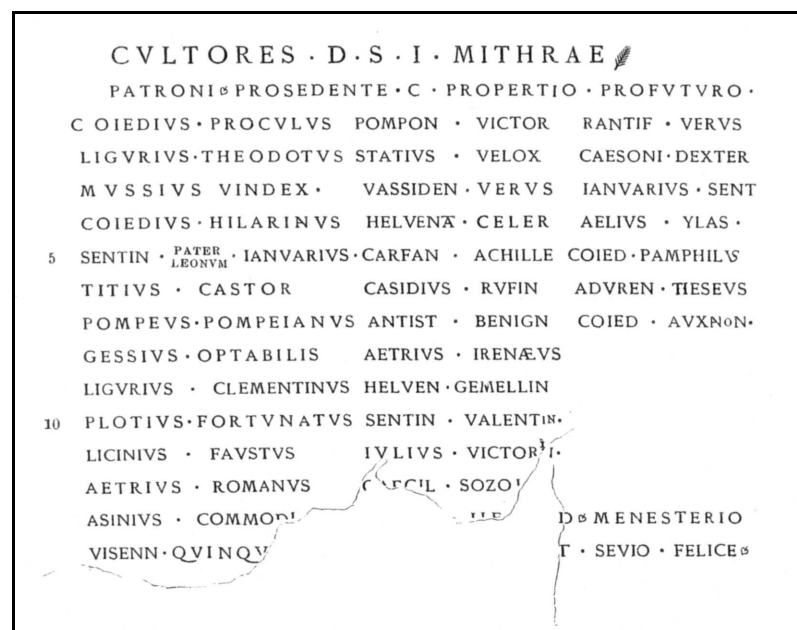 CVLTORES · D · S · I · MITHRAE
PATRONI PROSEDENTE · C · PROPERTIO · PROFVTVRO ·
COIEDIVS · PROCVLVS POMPON · VICTOR RANTIF · VERVS
LIGVRIVS · THEODOTVS STATIVS · VELOX CAESONI · DEXTER
MVSSIVS VINDEX · VASSIDEN · VERVS IANVARIVS · SENT
COIEDIVS · HILARINVS HELVENA · CELER AELIVS · YLAS ·
5 SENTIN · PATER LEONVM · IANVARIVS · CARFAN · ACHILLE COIED · PAMPHILVS
TITIVS · CASTOR CASIDIVS · RVFIN ADVREN · TIESEVS
POMPEVS · POMPEIANVS ANTIST · BENIGN COIED · AVXANON ·
GESSIVS · OPTABILIS AETRIVS · IRENÆVS
LIGVRIVS · CLEMENTINVS HELVEN · GEMELLIN
10 PLOTIVS · FORTVNATVS SENTIN · VALENTIN ·
LICINIVS · FAVSTVS IVLIVS · VICTOR
AETRIVS · ROMANVS CAECIL · SOZO
ASINIVS · COMMOD D MENESTERIO
VISENN · QVINQV T · SEVIO · FELICE